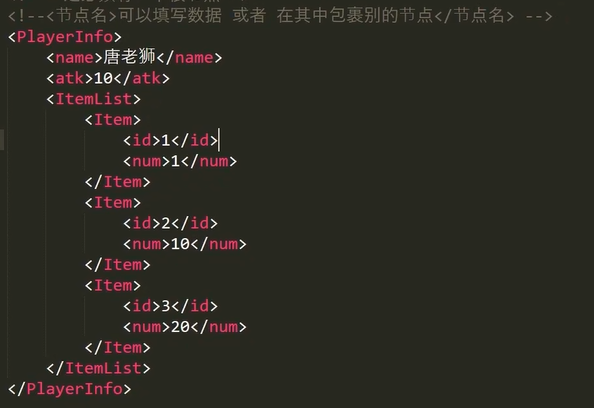 <!--<节点名>可以填写数据 或者 在其中包裹别的节点</节点名> -->
<PlayerInfo>
    <name>唐老狮</name>
    <atk>10</atk>
    <ItemList>
        <Item>
            <id>1</id>
            <num>1</num>
        </Item>
        <Item>
            <id>2</id>
            <num>10</num>
        </Item>
        <Item>
            <id>3</id>
            <num>20</num>
        </Item>
    </ItemList>
</PlayerInfo>